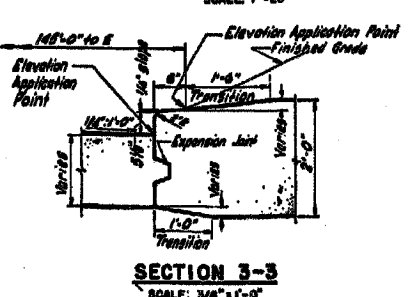 145'-0" to
Elevation Application Point
Finished Grade
Elevation
Application
Point
1/4" slope
6"
1'-6"
Transition
1/4":1'-0"
Expansion Joint
Varies
Varies
Varies
2'-0"
1'-0"
Transition
SECTION 3-3
SCALE: 3/4"=1'-0"